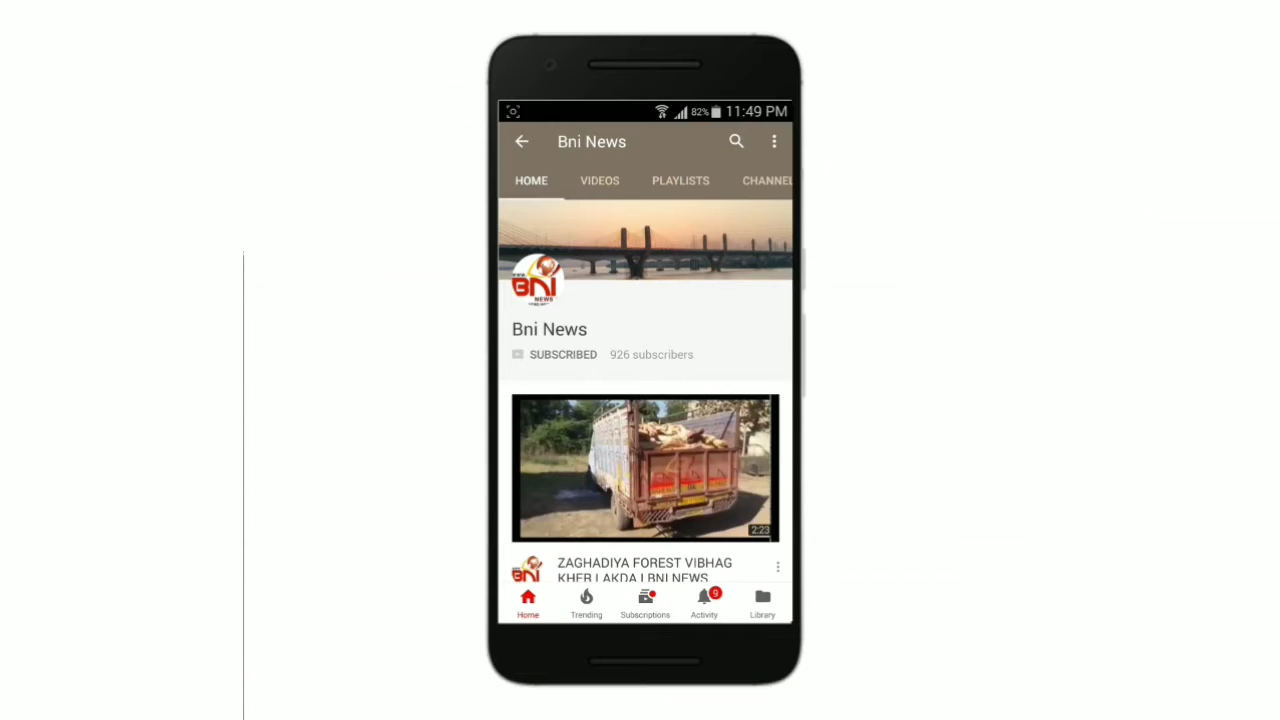 82% 11:49 PM
Bni News
HOME VIDEOS PLAYLISTS CHANNEL
BNI
NEWS
Bni News
SUBSCRIBED 926 subscribers
2:23
ZAGHADIYA FOREST VIBHAG
KHER LAKDA | BNI NEWS
BNI
9
Home Trending Subscriptions Activity Library